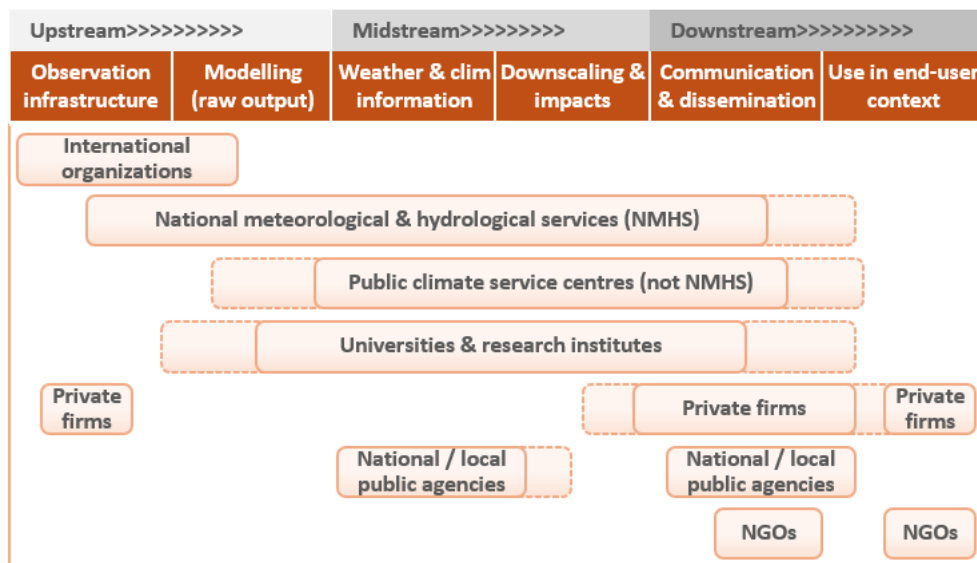 Upstream>>>>>>>>>>
Midstream>>>>>>>>>
Downstream>>>>>>>>>>
Observation
infrastructure
Modelling
(raw output)
Weather & clim
information
Downscaling &
impacts
Communication
& dissemination
Use in end-user
context
International
organizations
National meteorological & hydrological services (NMHS)
Public climate service centres (not NMHS)
Universities & research institutes
Private
firms
Private firms
Private
firms
National / local
public agencies
National / local
public agencies
NGOs
NGOs